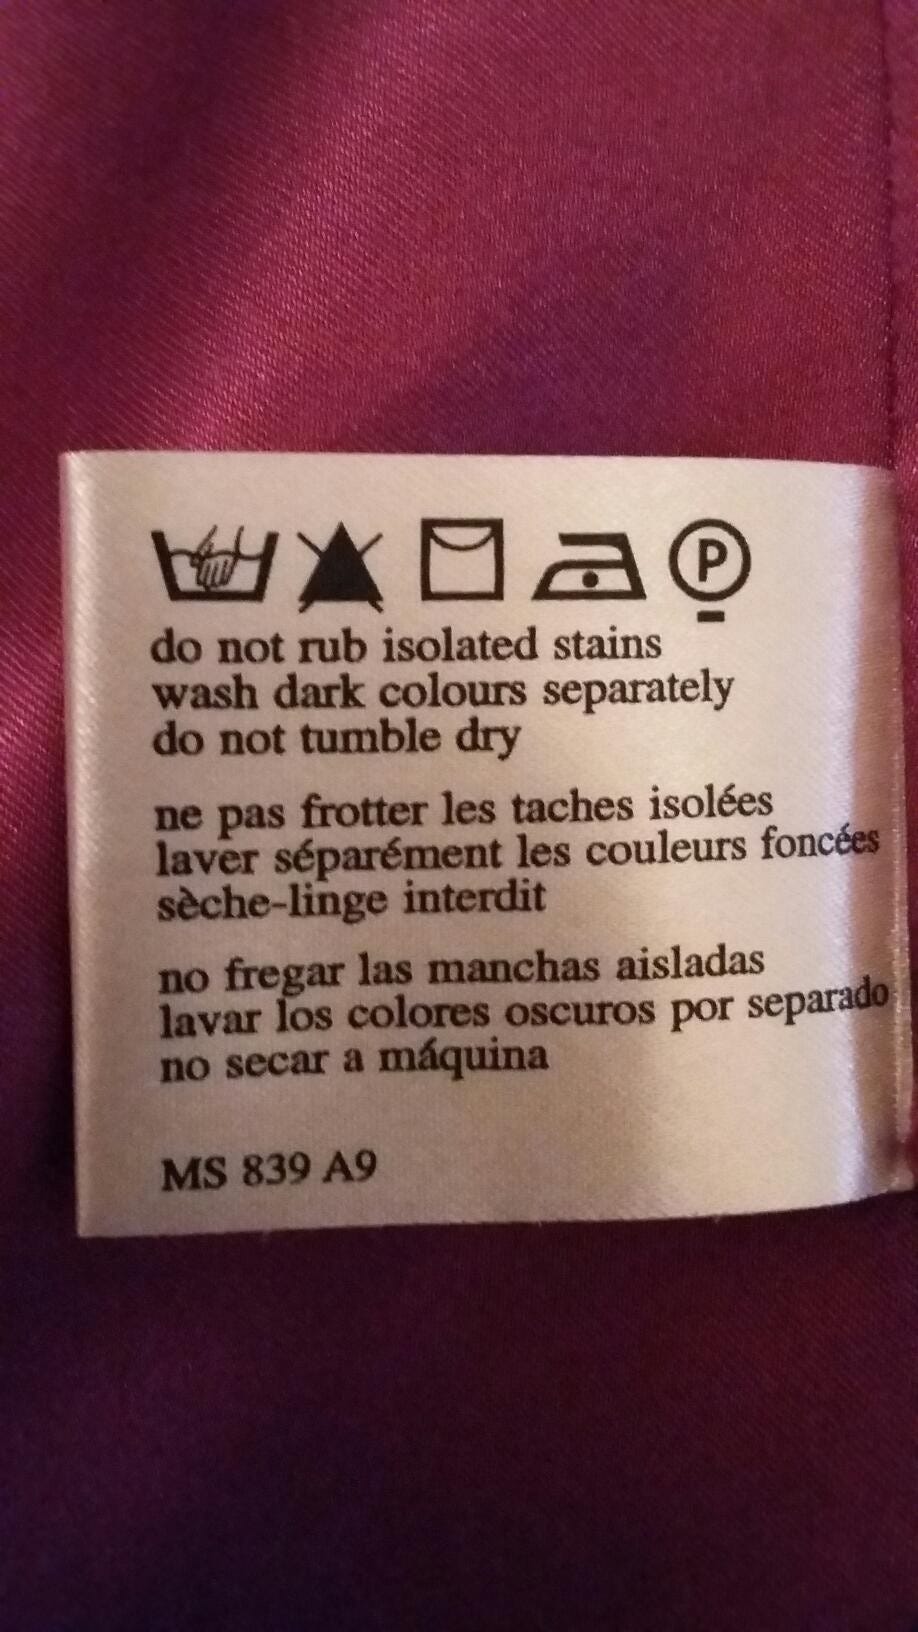 P
do not rub isolated stains
wash dark colours separately
do not tumble dry
ne pas frotter les taches isolées
laver séparément les couleurs foncées
sèche-linge interdit
no fregar las manchas aisladas
lavar los colores oscuros por separado
no secar a máquina
MS 839 A9